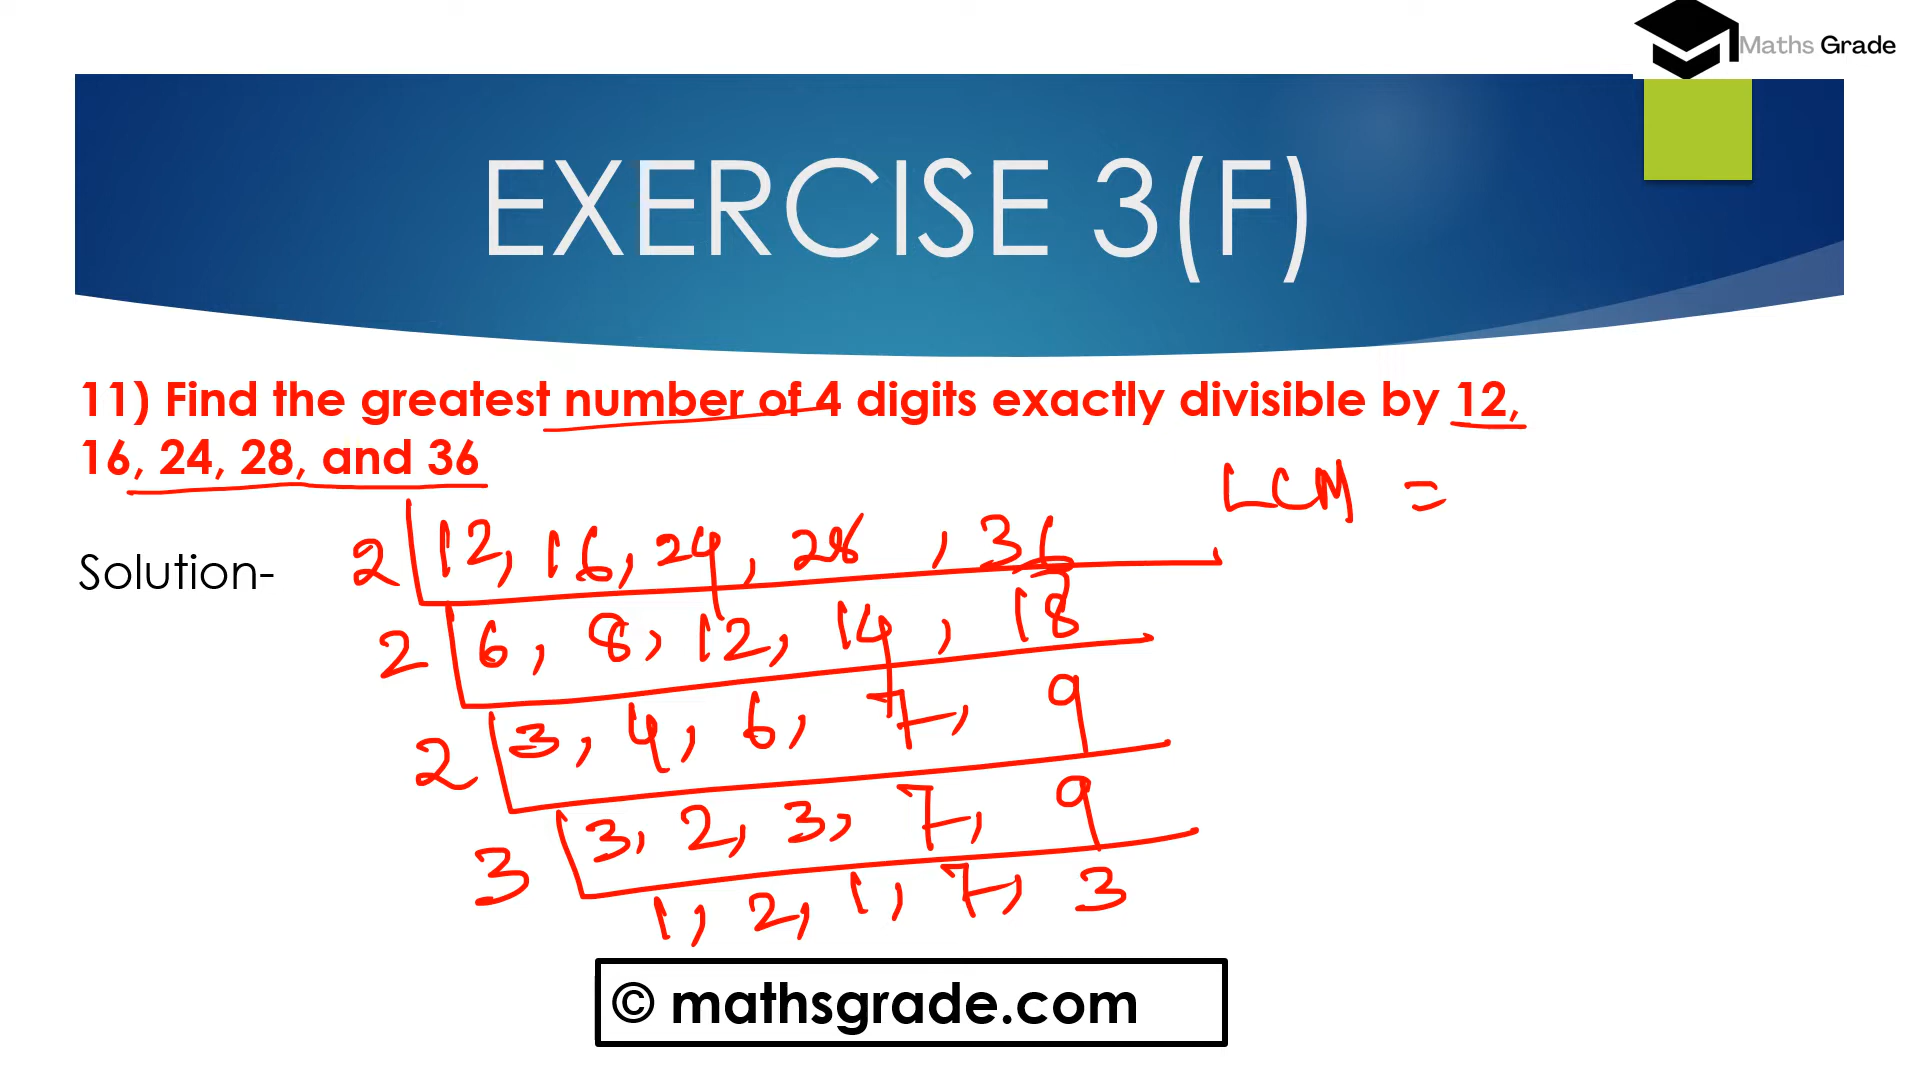 Maths Grade
EXERCISE 3(F)
11) Find the greatest number of 4 digits exactly divisible by 12,
16, 24, 28, and 36
LCM =
Solution-
2 12, 16, 24, 28, 36
2 6, 8, 12, 14, 18
2 3, 4, 6, 7, 9
3 3, 2, 3, 7, 9
1, 2, 1, 7, 3
© mathsgrade.com